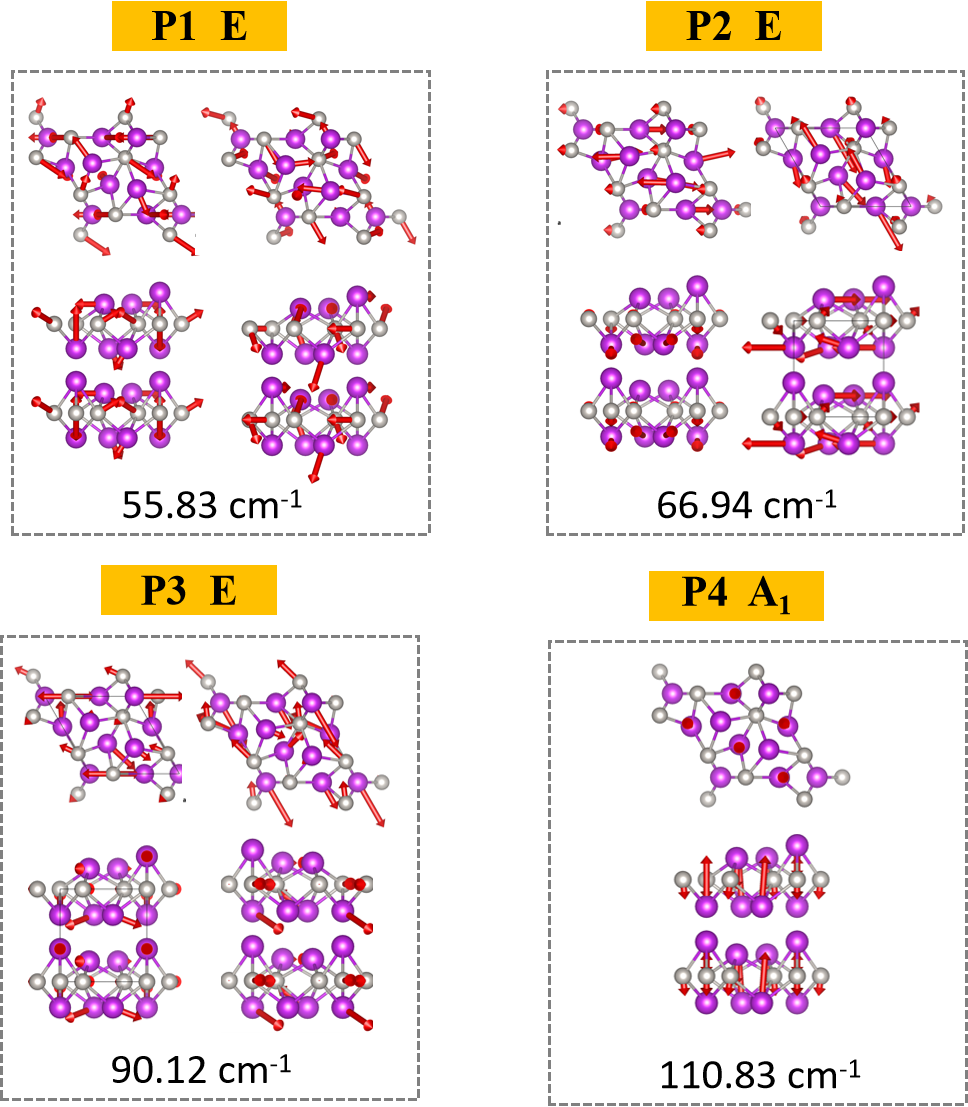 P1 E
P2 E
55.83 cm⁻¹
66.94 cm⁻¹
P3 E
P4 A₁
90.12 cm⁻¹
110.83 cm⁻¹